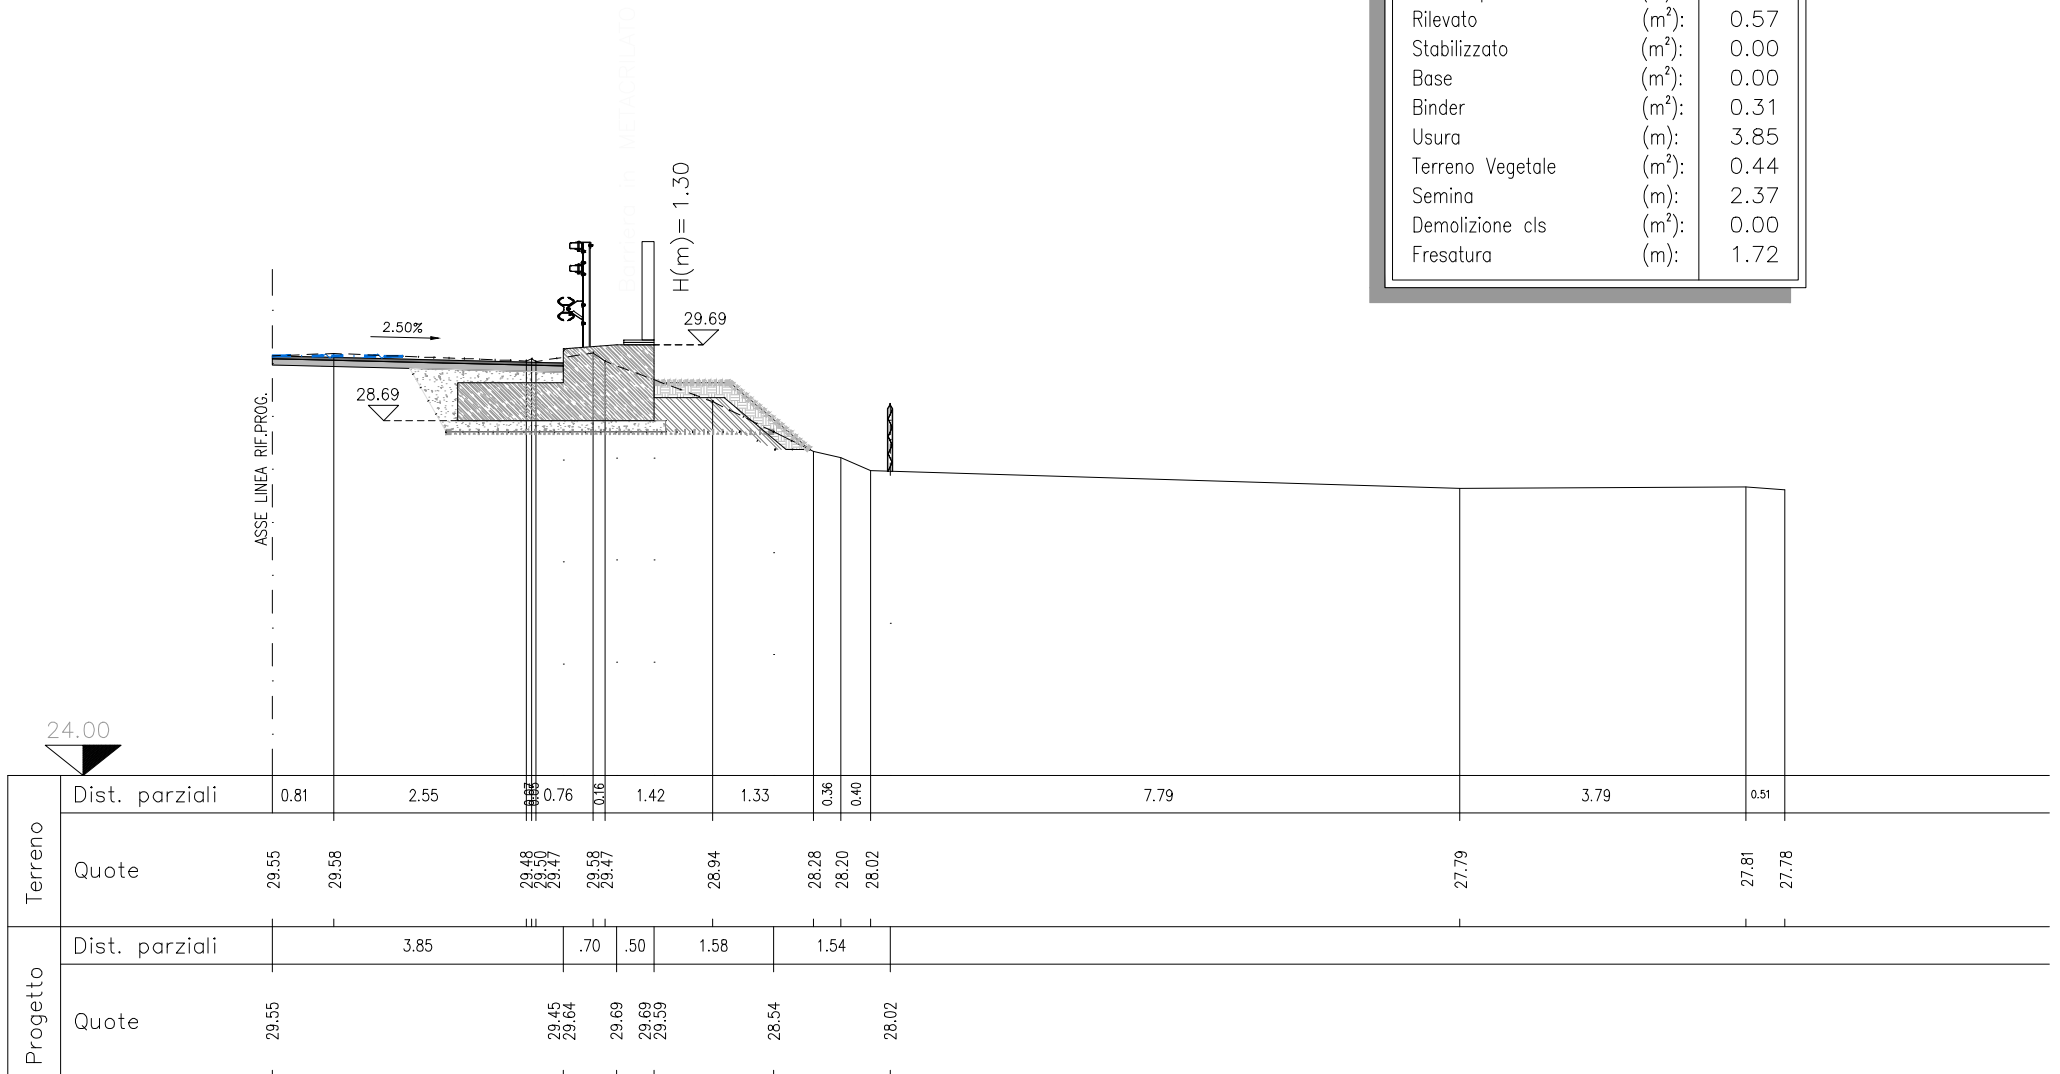 Rilevato (m²): 0.57
Stabilizzato (m²): 0.00
Base (m²): 0.00
Binder (m²): 0.31
Usura (m): 3.85
Terreno Vegetale (m²): 0.44
Semina (m): 2.37
Demolizione cls (m²): 0.00
Fresatura (m): 1.72
H(m)= 1.30
29.69
2.50%
28.69
ASSE LINEA RIF.PROG.
24.00
Terreno
Dist. parziali 0.81 2.55 0.76 0.16 1.42 1.33 0.36 0.40 7.79 3.79 0.51
Quote 29.55 29.58 29.48 29.50 29.47 29.58 29.47 28.94 28.28 28.20 28.02 27.79 27.81 27.78
Progetto
Dist. parziali 3.85 .70 .50 1.58 1.54
Quote 29.55 29.45 29.64 29.69 29.69 29.59 28.54 28.02